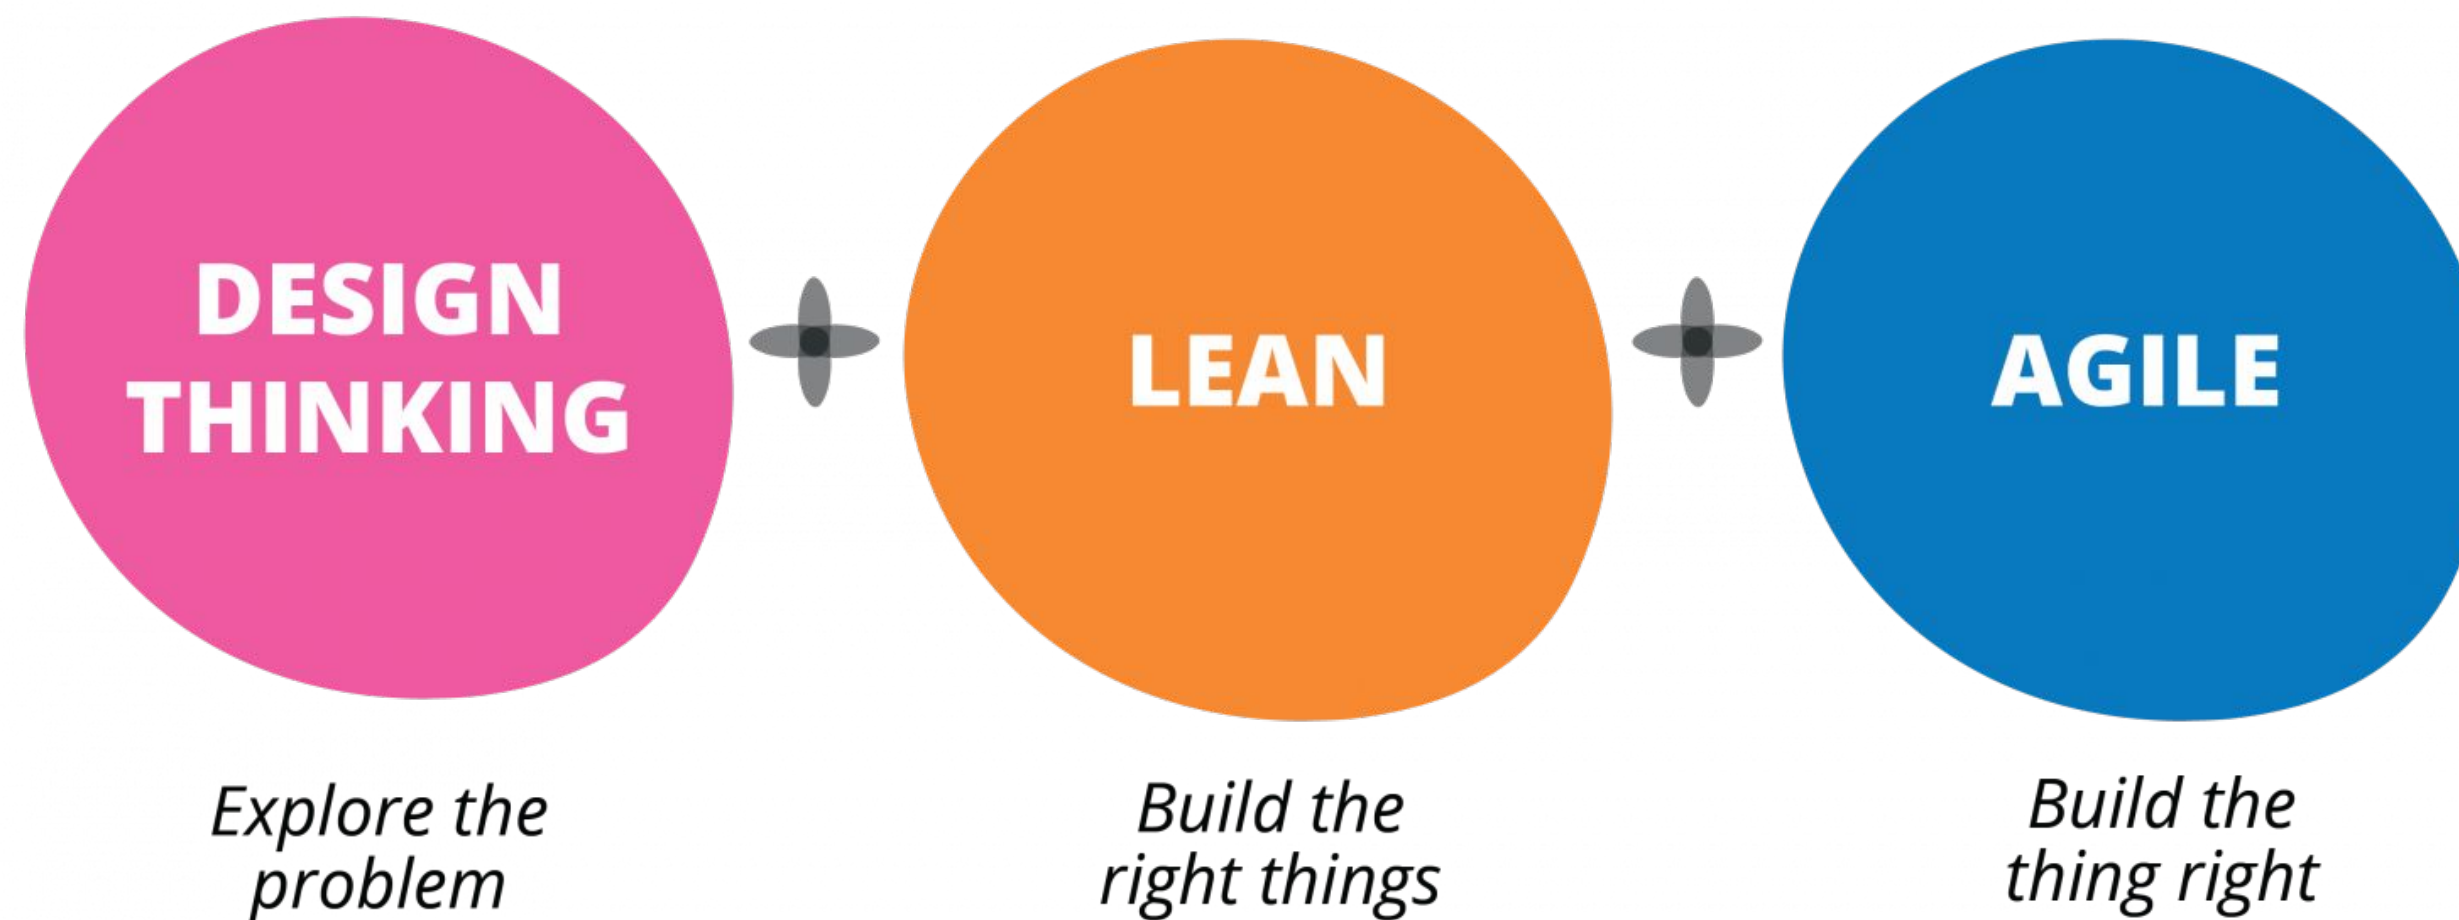 DESIGN
THINKING
LEAN
AGILE
Explore the
problem
Build the
right things
Build the
thing right